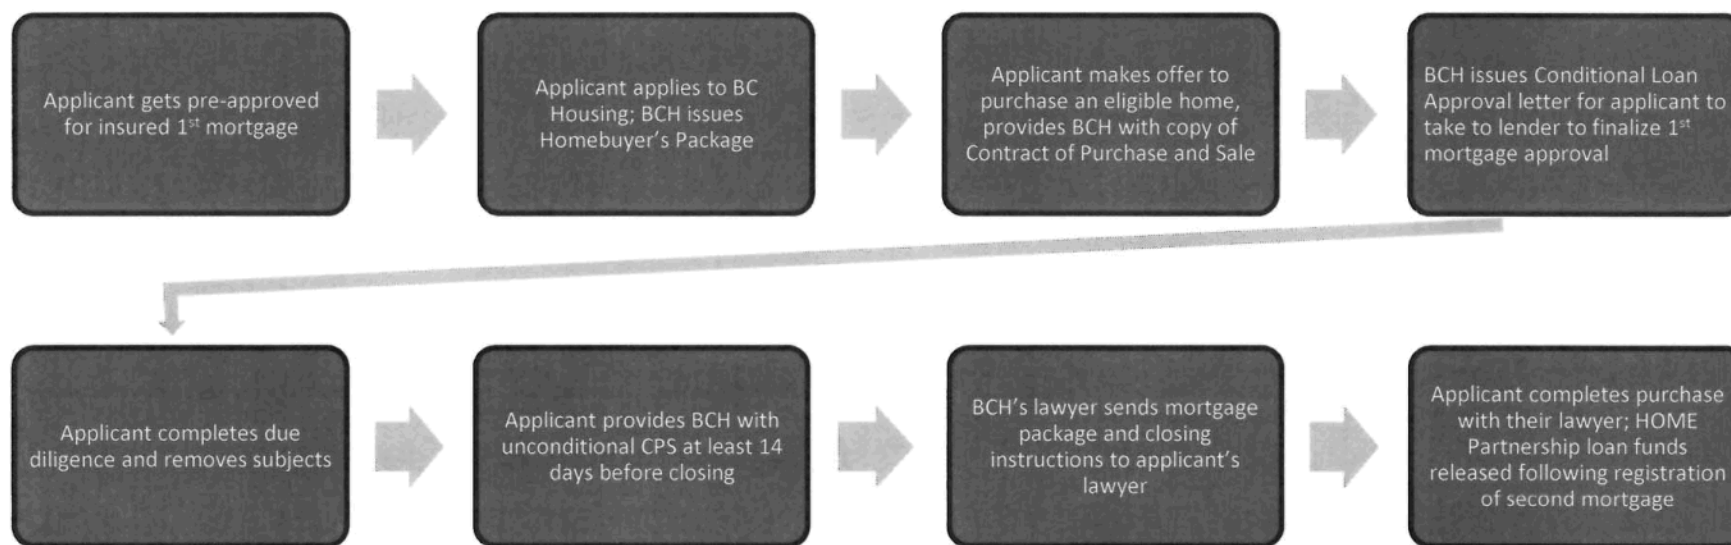 Applicant gets pre-approved
for insured 1st mortgage
Applicant applies to BC
Housing; BCH issues
Homebuyer's Package
Applicant makes offer to
purchase an eligible home,
provides BCH with copy of
Contract of Purchase and Sale
BCH issues Conditional Loan
Approval letter for applicant to
take to lender to finalize 1st
mortgage approval
Applicant completes due
diligence and removes subjects
Applicant provides BCH with
unconditional CPS at least 14
days before closing
BCH's lawyer sends mortgage
package and closing
instructions to applicant's
lawyer
Applicant completes purchase
with their lawyer; HOME
Partnership loan funds
released following registration
of second mortgage